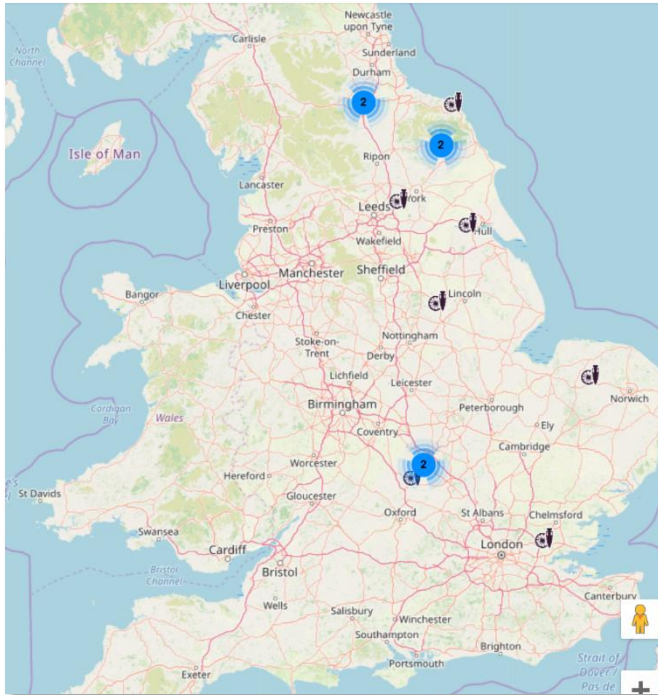 Newcastle
upon Tyne
North
Channel
Carlisle
Sunderland
Durham
2
2
Isle of Man
Ripon
Lancaster
York
Leeds
Preston
Hull
Wakefield
Manchester
Sheffield
Liverpool
Bangor
Lincoln
Chester
Stoke-on-
Trent
Nottingham
Derby
Lichfield
Leicester
Norwich
Birmingham
Peterborough
Cardigan
Bay
Wales
Coventry
Ely
Cambridge
Worcester
2
Hereford
St Davids
Gloucester
Oxford
St Albans
Chelmsford
Swansea
London
Cardiff
Bristol
Channel
Bristol
Canterbury
Wells
Salisbury
Winchester
Southampton
Brighton
Portsmouth
Exeter
Strait of
Dover /
Pas de